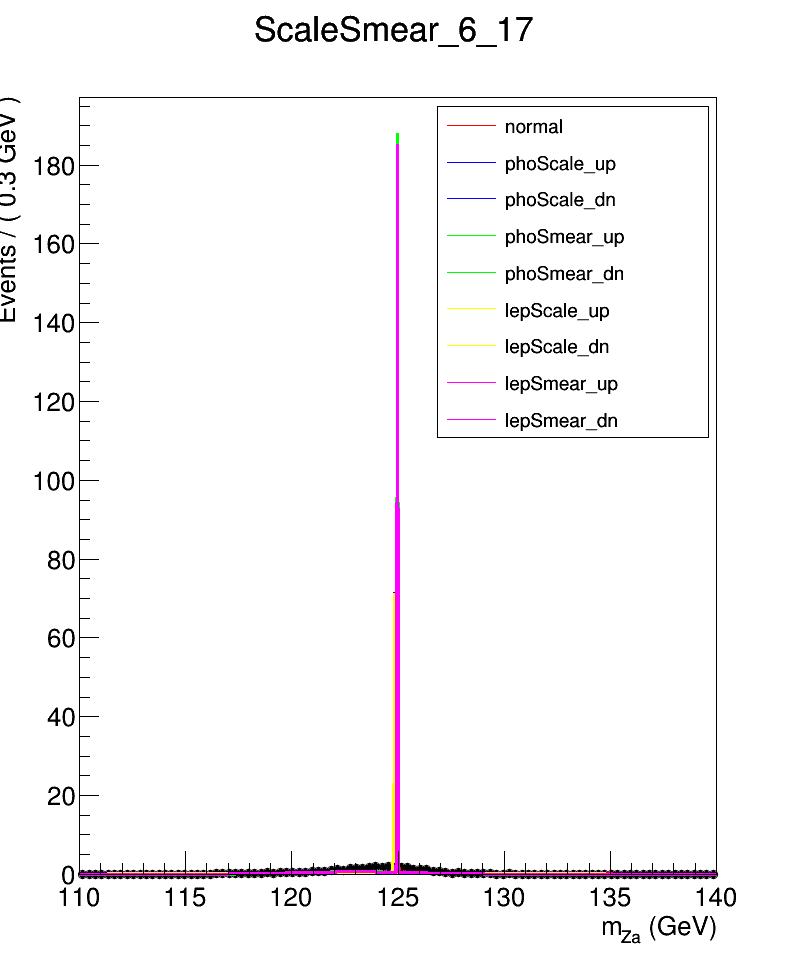 ScaleSmear_6_17
Events / ( 0.3 GeV )
normal
phoScale_up
phoScale_dn
phoSmear_up
phoSmear_dn
lepScale_up
lepScale_dn
lepSmear_up
lepSmear_dn
180
160
140
120
100
80
60
40
20
0
110 115 120 125 130 135 140
m_Za (GeV)